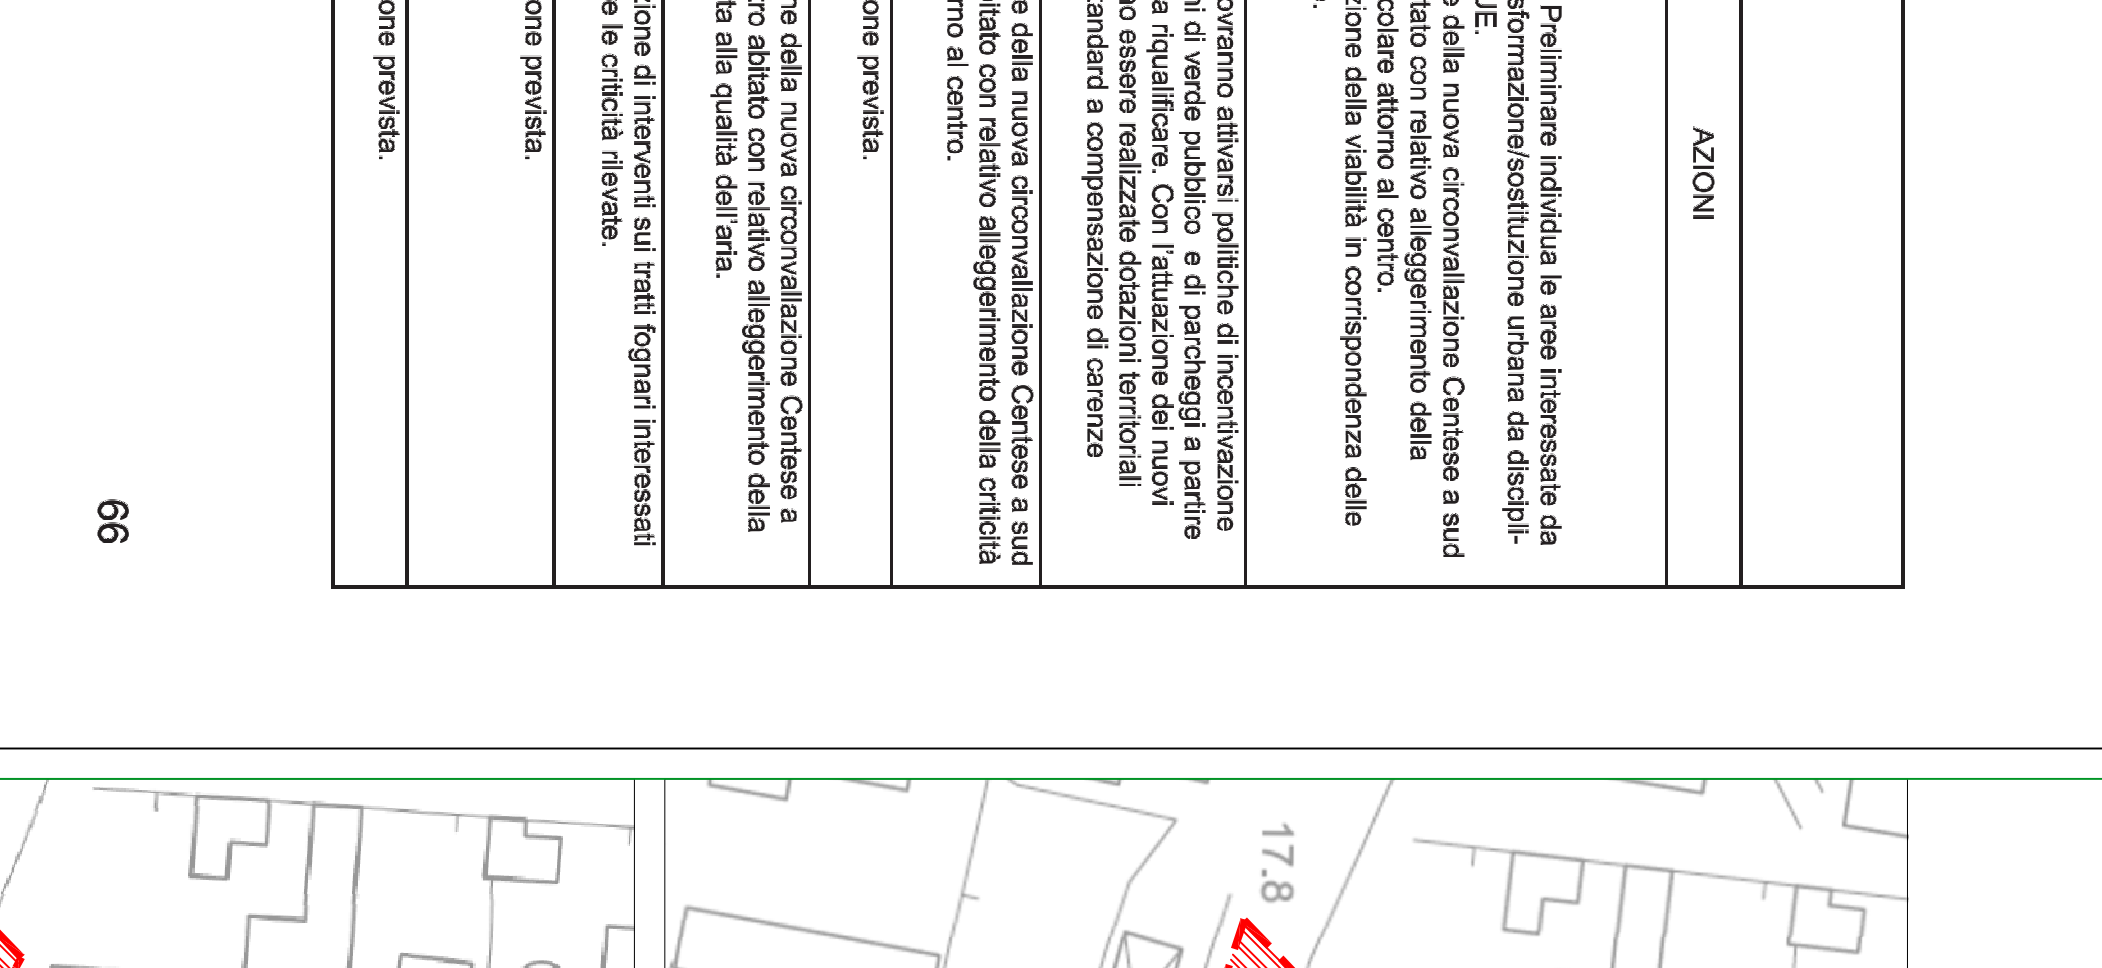 AZIONI
Preliminare individua le aree interessate da
sformazione/sostituzione urbana da discipli-
UE.
e della nuova circonvallazione Centese a sud
tato con relativo alleggerimento della
colare attorno al centro.
zione della viabilità in corrispondenza delle
ovranno attivarsi politiche di incentivazione
ni di verde pubblico e di parcheggi a partire
a riqualificare. Con l'attuazione dei nuovi
no essere realizzate dotazioni territoriali
tandard a compensazione di carenze
e della nuova circonvallazione Centese a sud
bitato con relativo alleggerimento della criticità
rno al centro.
one prevista.
ne della nuova circonvallazione Centese a
tro abitato con relativo alleggerimento della
ta alla qualità dell'aria.
zione di interventi sui tratti fognari interessati
e le criticità rilevate.
one prevista.
one prevista.
66
17.8